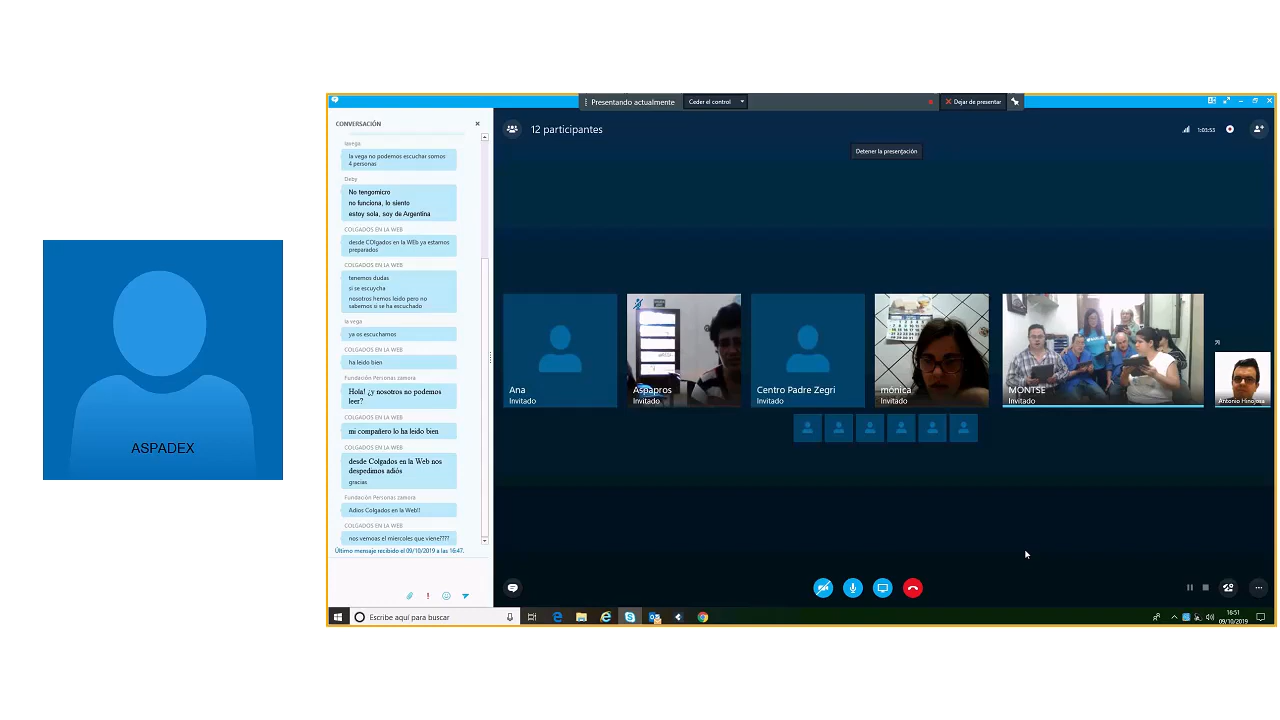 ASPADEX
Presentando actualmente
Ceder el control
Dejar de presentar
CONVERSACIÓN
12 participantes
1:03:53
Detener la presentación
lavega
la vega no podemos escuchar somos
4 personas
Deby
No tengomicro
no funciona, lo siento
estoy sola, soy de Argentina
COLGADOS EN LA WEB
desde COlgados en la WEb ya estamos
preparados
COLGADOS EN LA WEB
tenemos dudas
si se escuycha
nosotros hemos leido pero no
sabemos si se ha escuchado
la vega
ya os escuchamos
COLGADOS EN LA WEB
ha leido bien
Fundación Personas zamora
Hola! ¿y nosotros no podemos
leer?
COLGADOS EN LA WEB
mi compañero lo ha leido bien
COLGADOS EN LA WEB
desde Colgados en la Web nos
despedimos adiós
gracias
Fundación Personas zamora
Adios Colgados en la Web!!
COLGADOS EN LA WEB
nos vemoas el miercoles que viene????
Último mensaje recibido el 09/10/2019 a las 16:47.
Ana
Invitado
Aspapros
Invitado
Centro Padre Zegri
Invitado
mónica
Invitado
MONTSE
Invitado
Antonio Hinojosa
Escribe aquí para buscar
16:51
09/10/2019